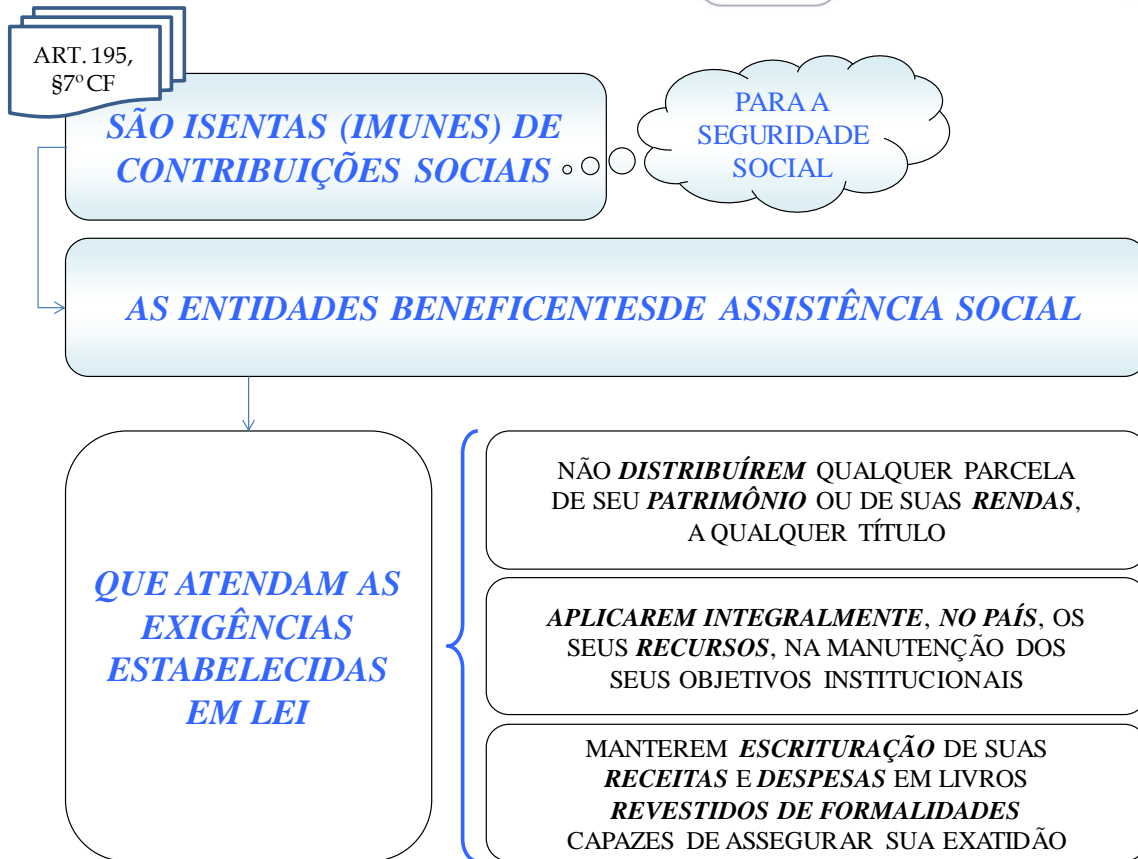 ART. 195,
§7º CF
SÃO ISENTAS (IMUNES) DE
CONTRIBUIÇÕES SOCIAIS
PARA A
SEGURIDADE
SOCIAL
AS ENTIDADES BENEFICENTESDE ASSISTÊNCIA SOCIAL
QUE ATENDAM AS
EXIGÊNCIAS
ESTABELECIDAS
EM LEI
NÃO DISTRIBUÍREM QUALQUER PARCELA
DE SEU PATRIMÔNIO OU DE SUAS RENDAS,
A QUALQUER TÍTULO
APLICAREM INTEGRALMENTE, NO PAÍS, OS
SEUS RECURSOS, NA MANUTENÇÃO DOS
SEUS OBJETIVOS INSTITUCIONAIS
MANTEREM ESCRITURAÇÃO DE SUAS
RECEITAS E DESPESAS EM LIVROS
REVESTIDOS DE FORMALIDADES
CAPAZES DE ASSEGURAR SUA EXATIDÃO